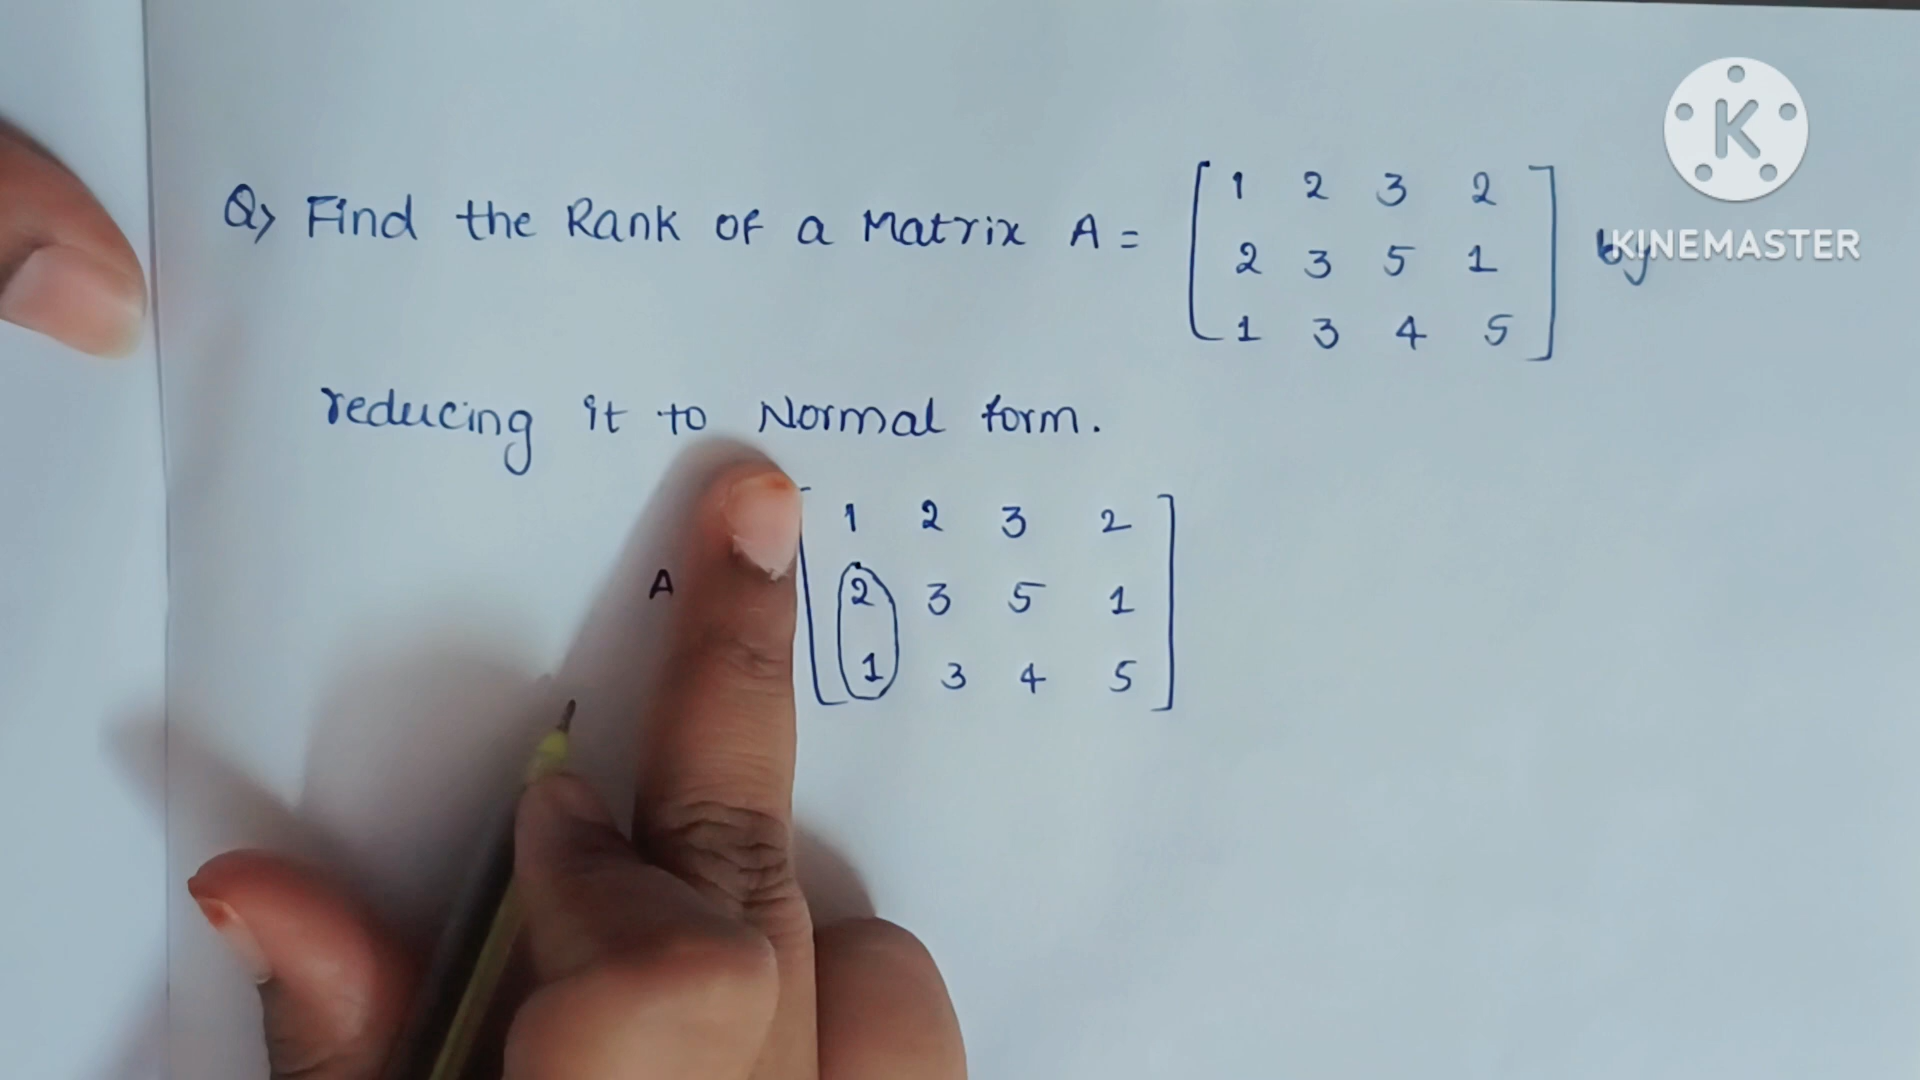 K
KINEMASTER
Q> Find the Rank of a Matrix A = [ 1 2 3 2
2 3 5 1 ] by
1 3 4 5
reducing it to Normal form.
1 2 3 2
A 2 3 5 1
1 3 4 5